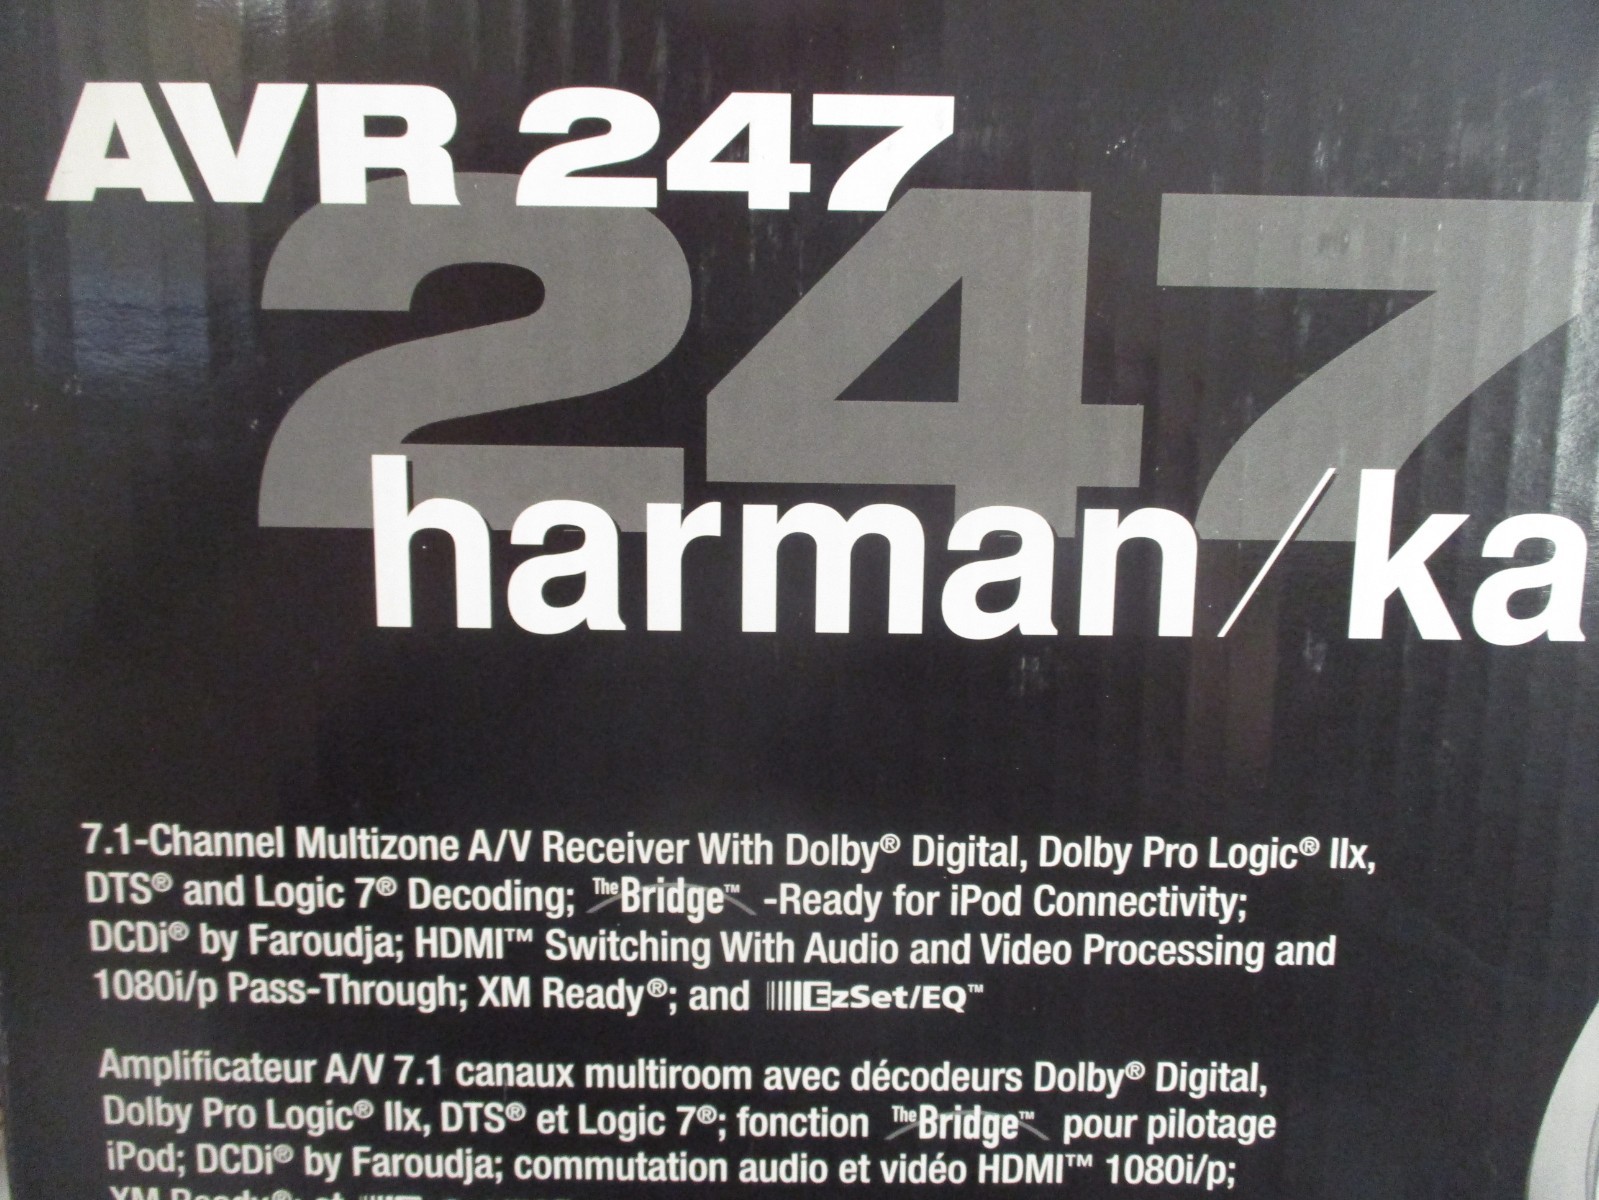 AVR 247
247
harman/ka
7.1-Channel Multizone A/V Receiver With Dolby® Digital, Dolby Pro Logic® IIx,
DTS® and Logic 7® Decoding; The Bridge™ -Ready for iPod Connectivity;
DCDi® by Faroudja; HDMI™ Switching With Audio and Video Processing and
1080i/p Pass-Through; XM Ready®; and EzSet/EQ™
Amplificateur A/V 7.1 canaux multiroom avec décodeurs Dolby® Digital,
Dolby Pro Logic® IIx, DTS® et Logic 7®; fonction The Bridge™ pour pilotage
iPod; DCDi® by Faroudja; commutation audio et vidéo HDMI™ 1080i/p;
XM Ready®; et